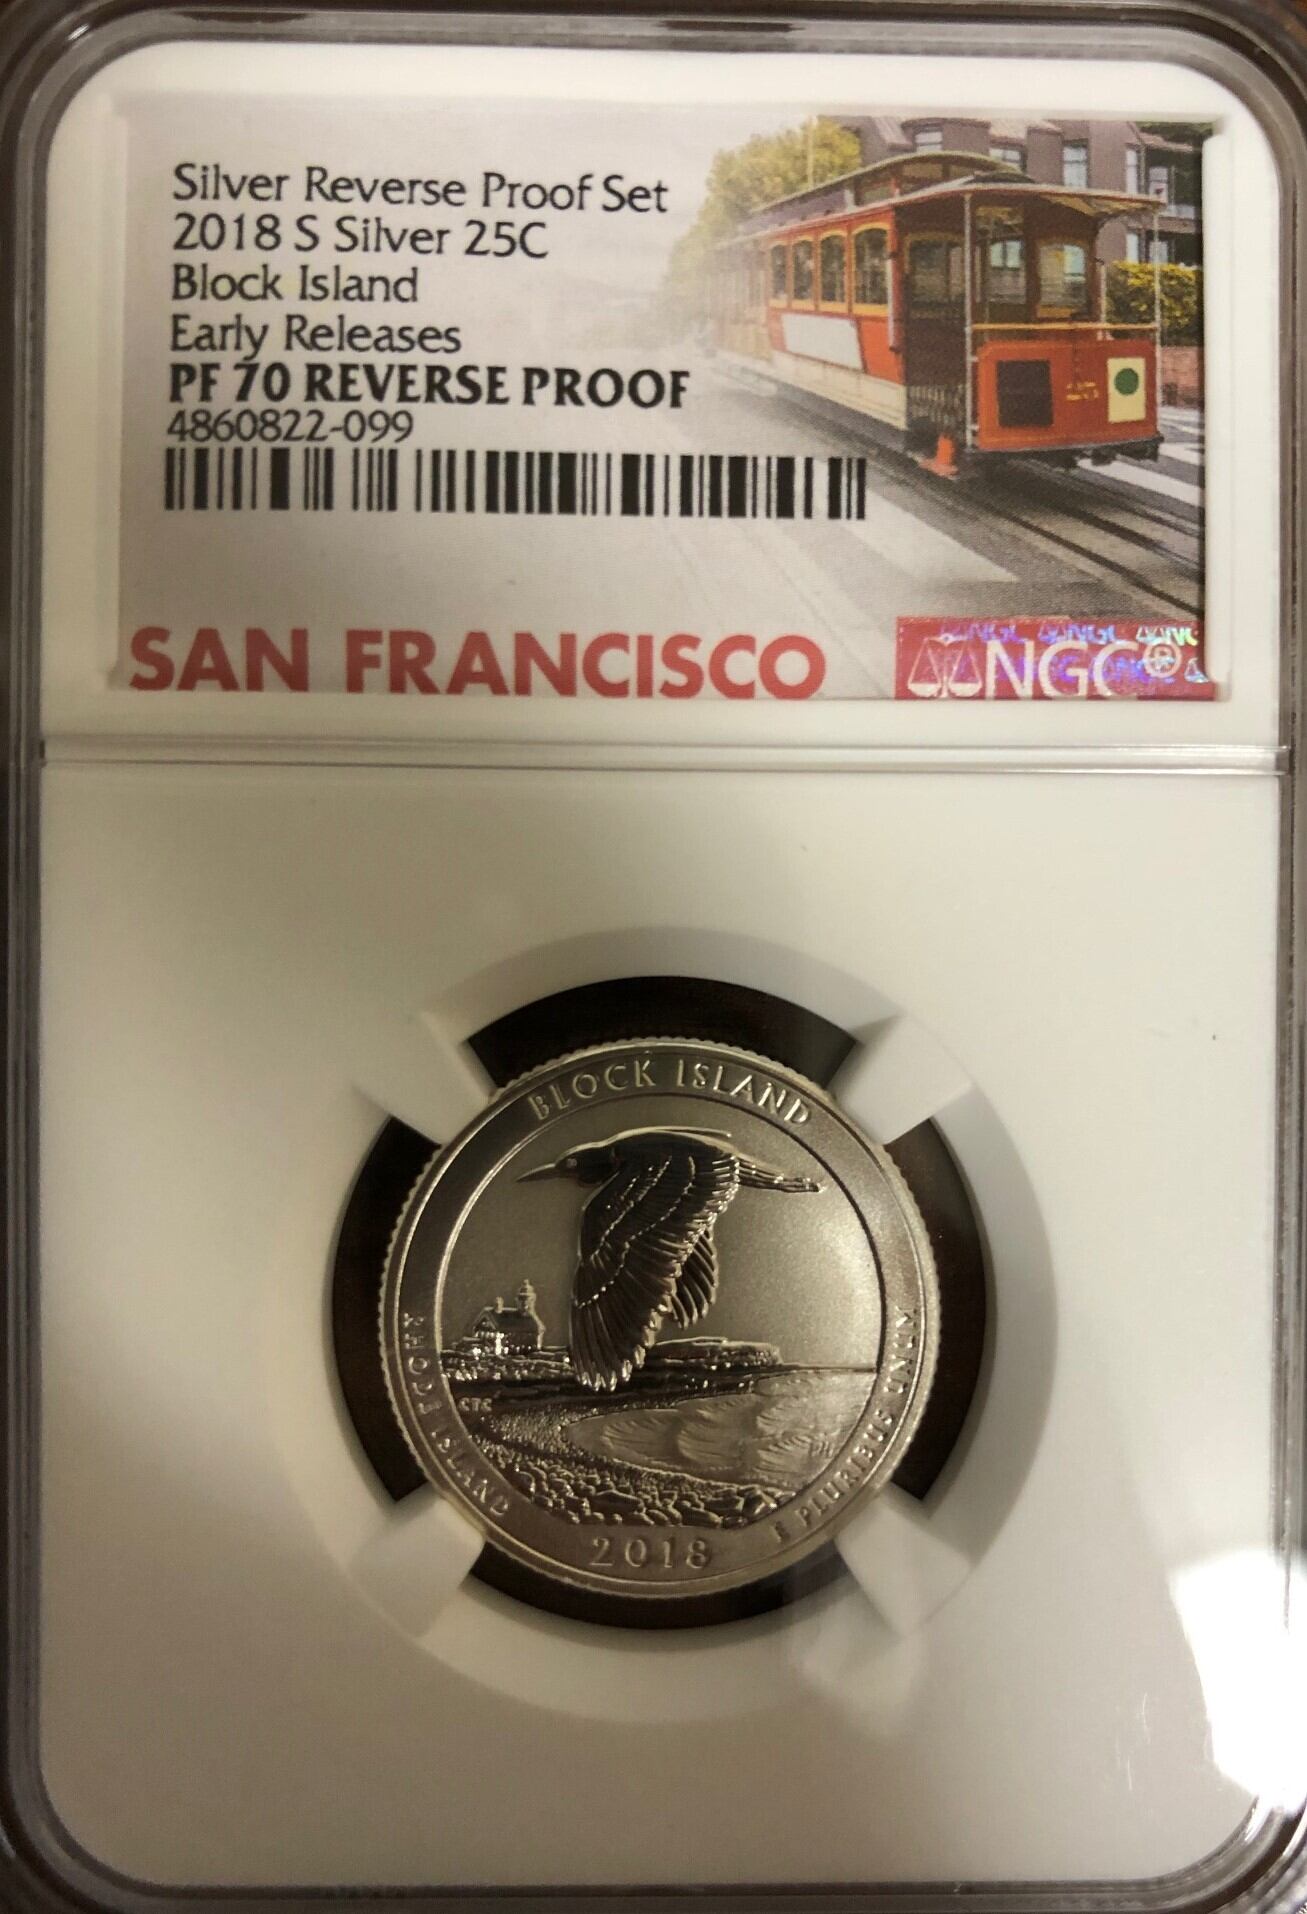 Silver Reverse Proof Set
2018 S Silver 25C
Block Island
Early Releases
PF 70 REVERSE PROOF
4860822-099
SAN FRANCISCO
NGC®
BLOCK ISLAND
RHODE ISLAND
CTC
E PLURIBUS UNUM
2018